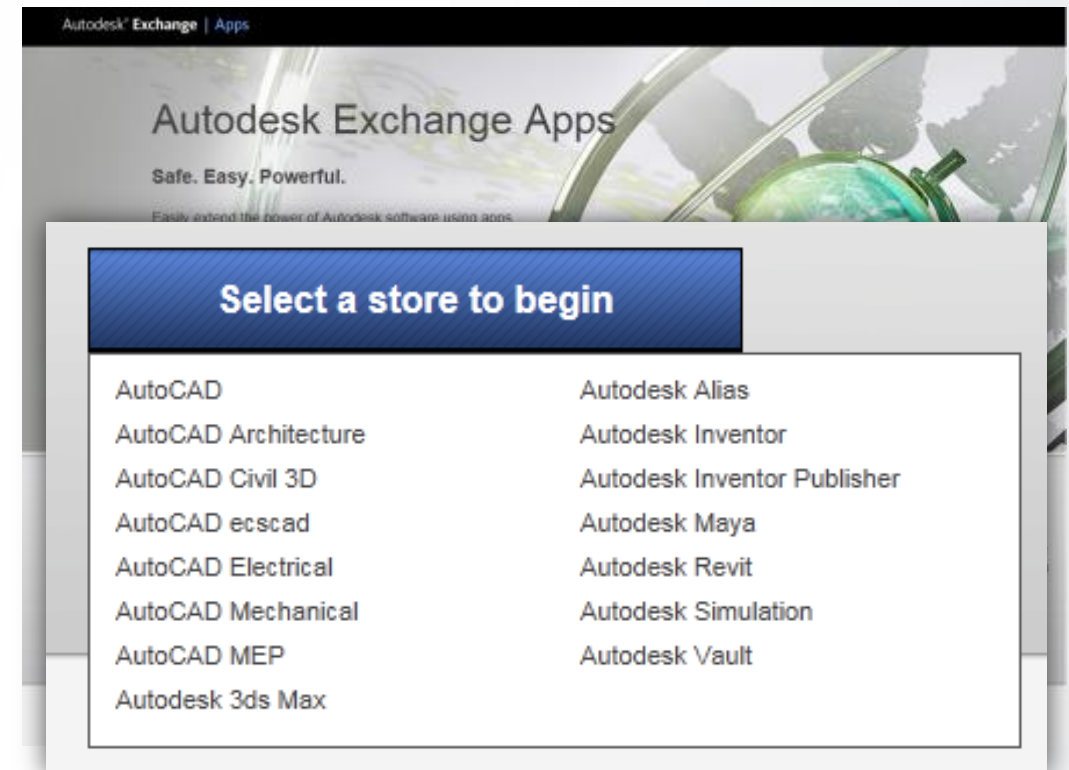 Autodesk® Exchange | Apps
Autodesk Exchange Apps
Safe. Easy. Powerful.
Easily extend the power of Autodesk software using apps.
Select a store to begin
AutoCAD
AutoCAD Architecture
AutoCAD Civil 3D
AutoCAD ecscad
AutoCAD Electrical
AutoCAD Mechanical
AutoCAD MEP
Autodesk 3ds Max
Autodesk Alias
Autodesk Inventor
Autodesk Inventor Publisher
Autodesk Maya
Autodesk Revit
Autodesk Simulation
Autodesk Vault